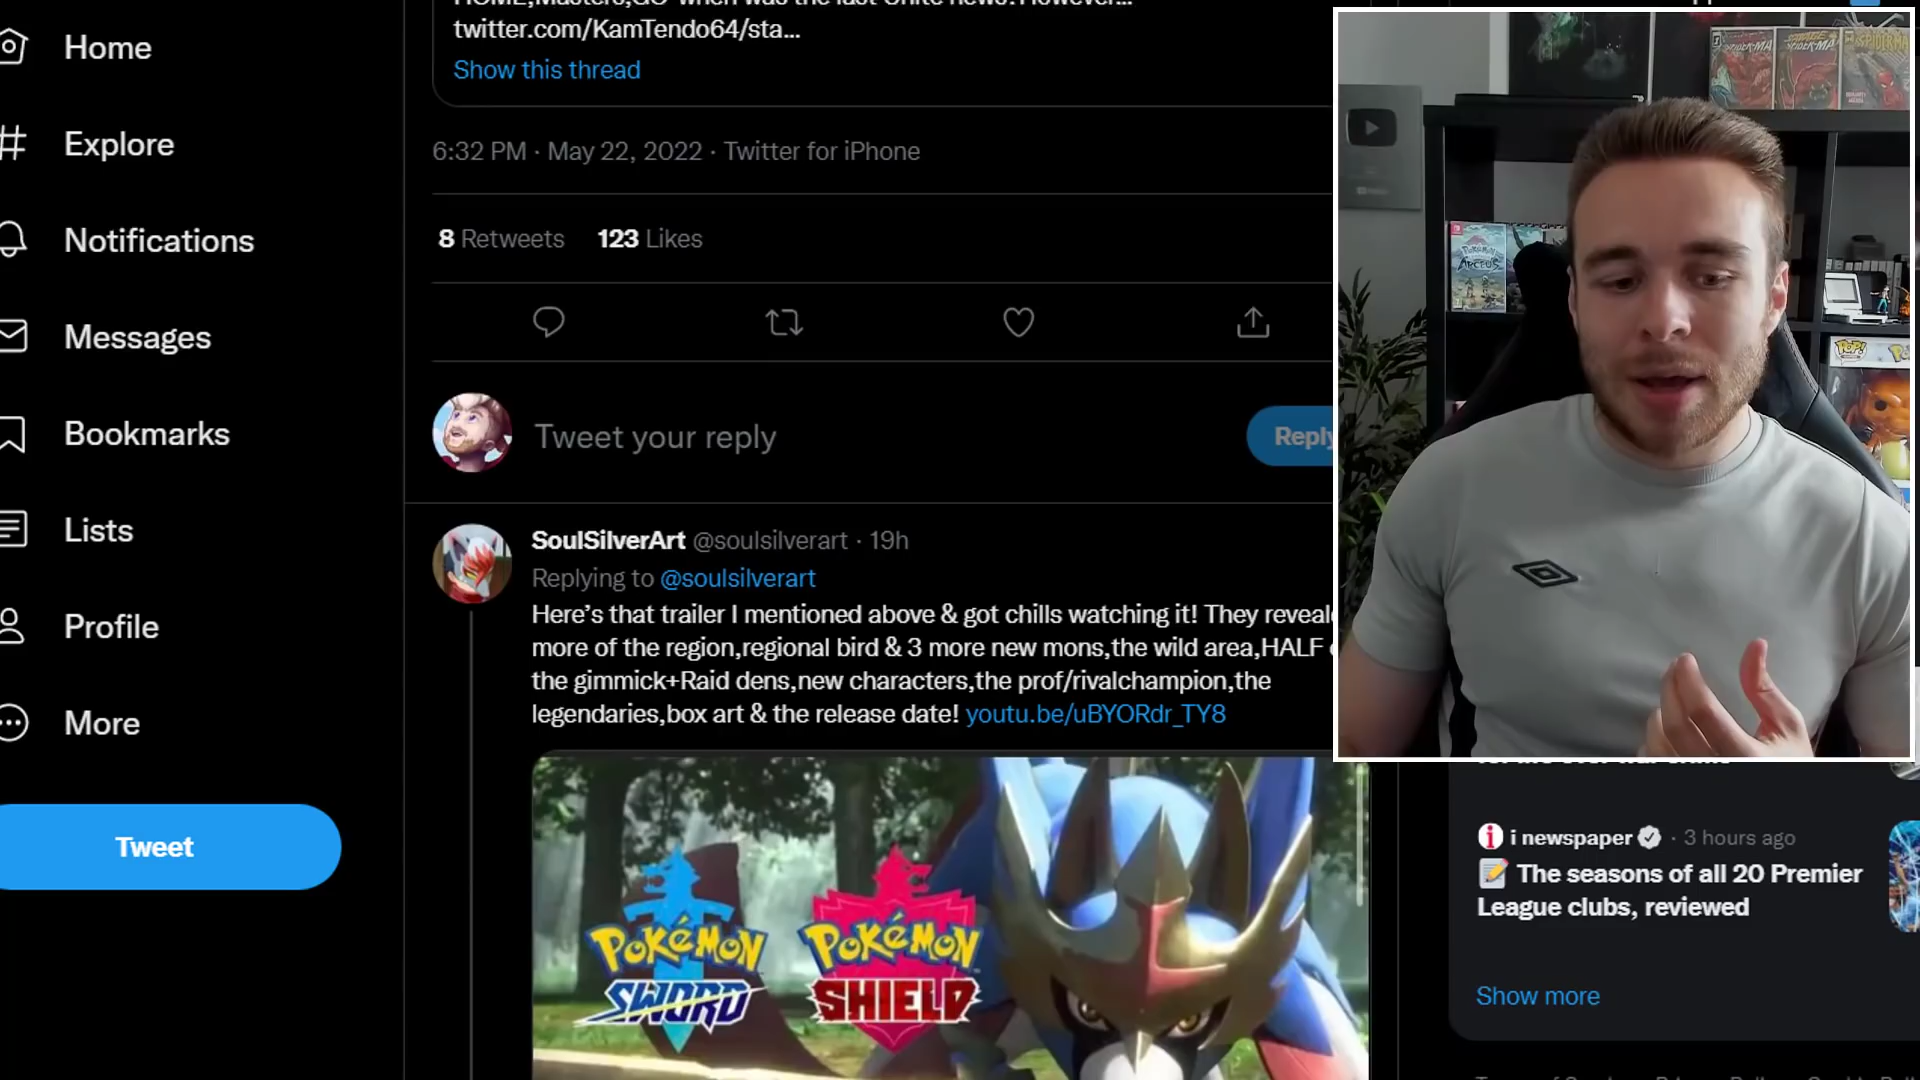 Home
Explore
Notifications
Messages
Bookmarks
Lists
Profile
More
Tweet
twitter.com/KamTendo64/sta...
Show this thread
6:32 PM · May 22, 2022 · Twitter for iPhone
8 Retweets 123 Likes
Tweet your reply
Reply
SoulSilverArt @soulsilverart · 19h
Replying to @soulsilverart
Here's that trailer I mentioned above & got chills watching it! They reveale
more of the region,regional bird & 3 more new mons,the wild area,HALF
the gimmick+Raid dens,new characters,the prof/rivalchampion,the
legendaries,box art & the release date! youtu.be/uBYORdr_TY8
POKéMON
SWORD
POKéMON
SHIELD
POKéMON
ARCEUS
POP!
i newspaper · 3 hours ago
The seasons of all 20 Premier
League clubs, reviewed
Show more